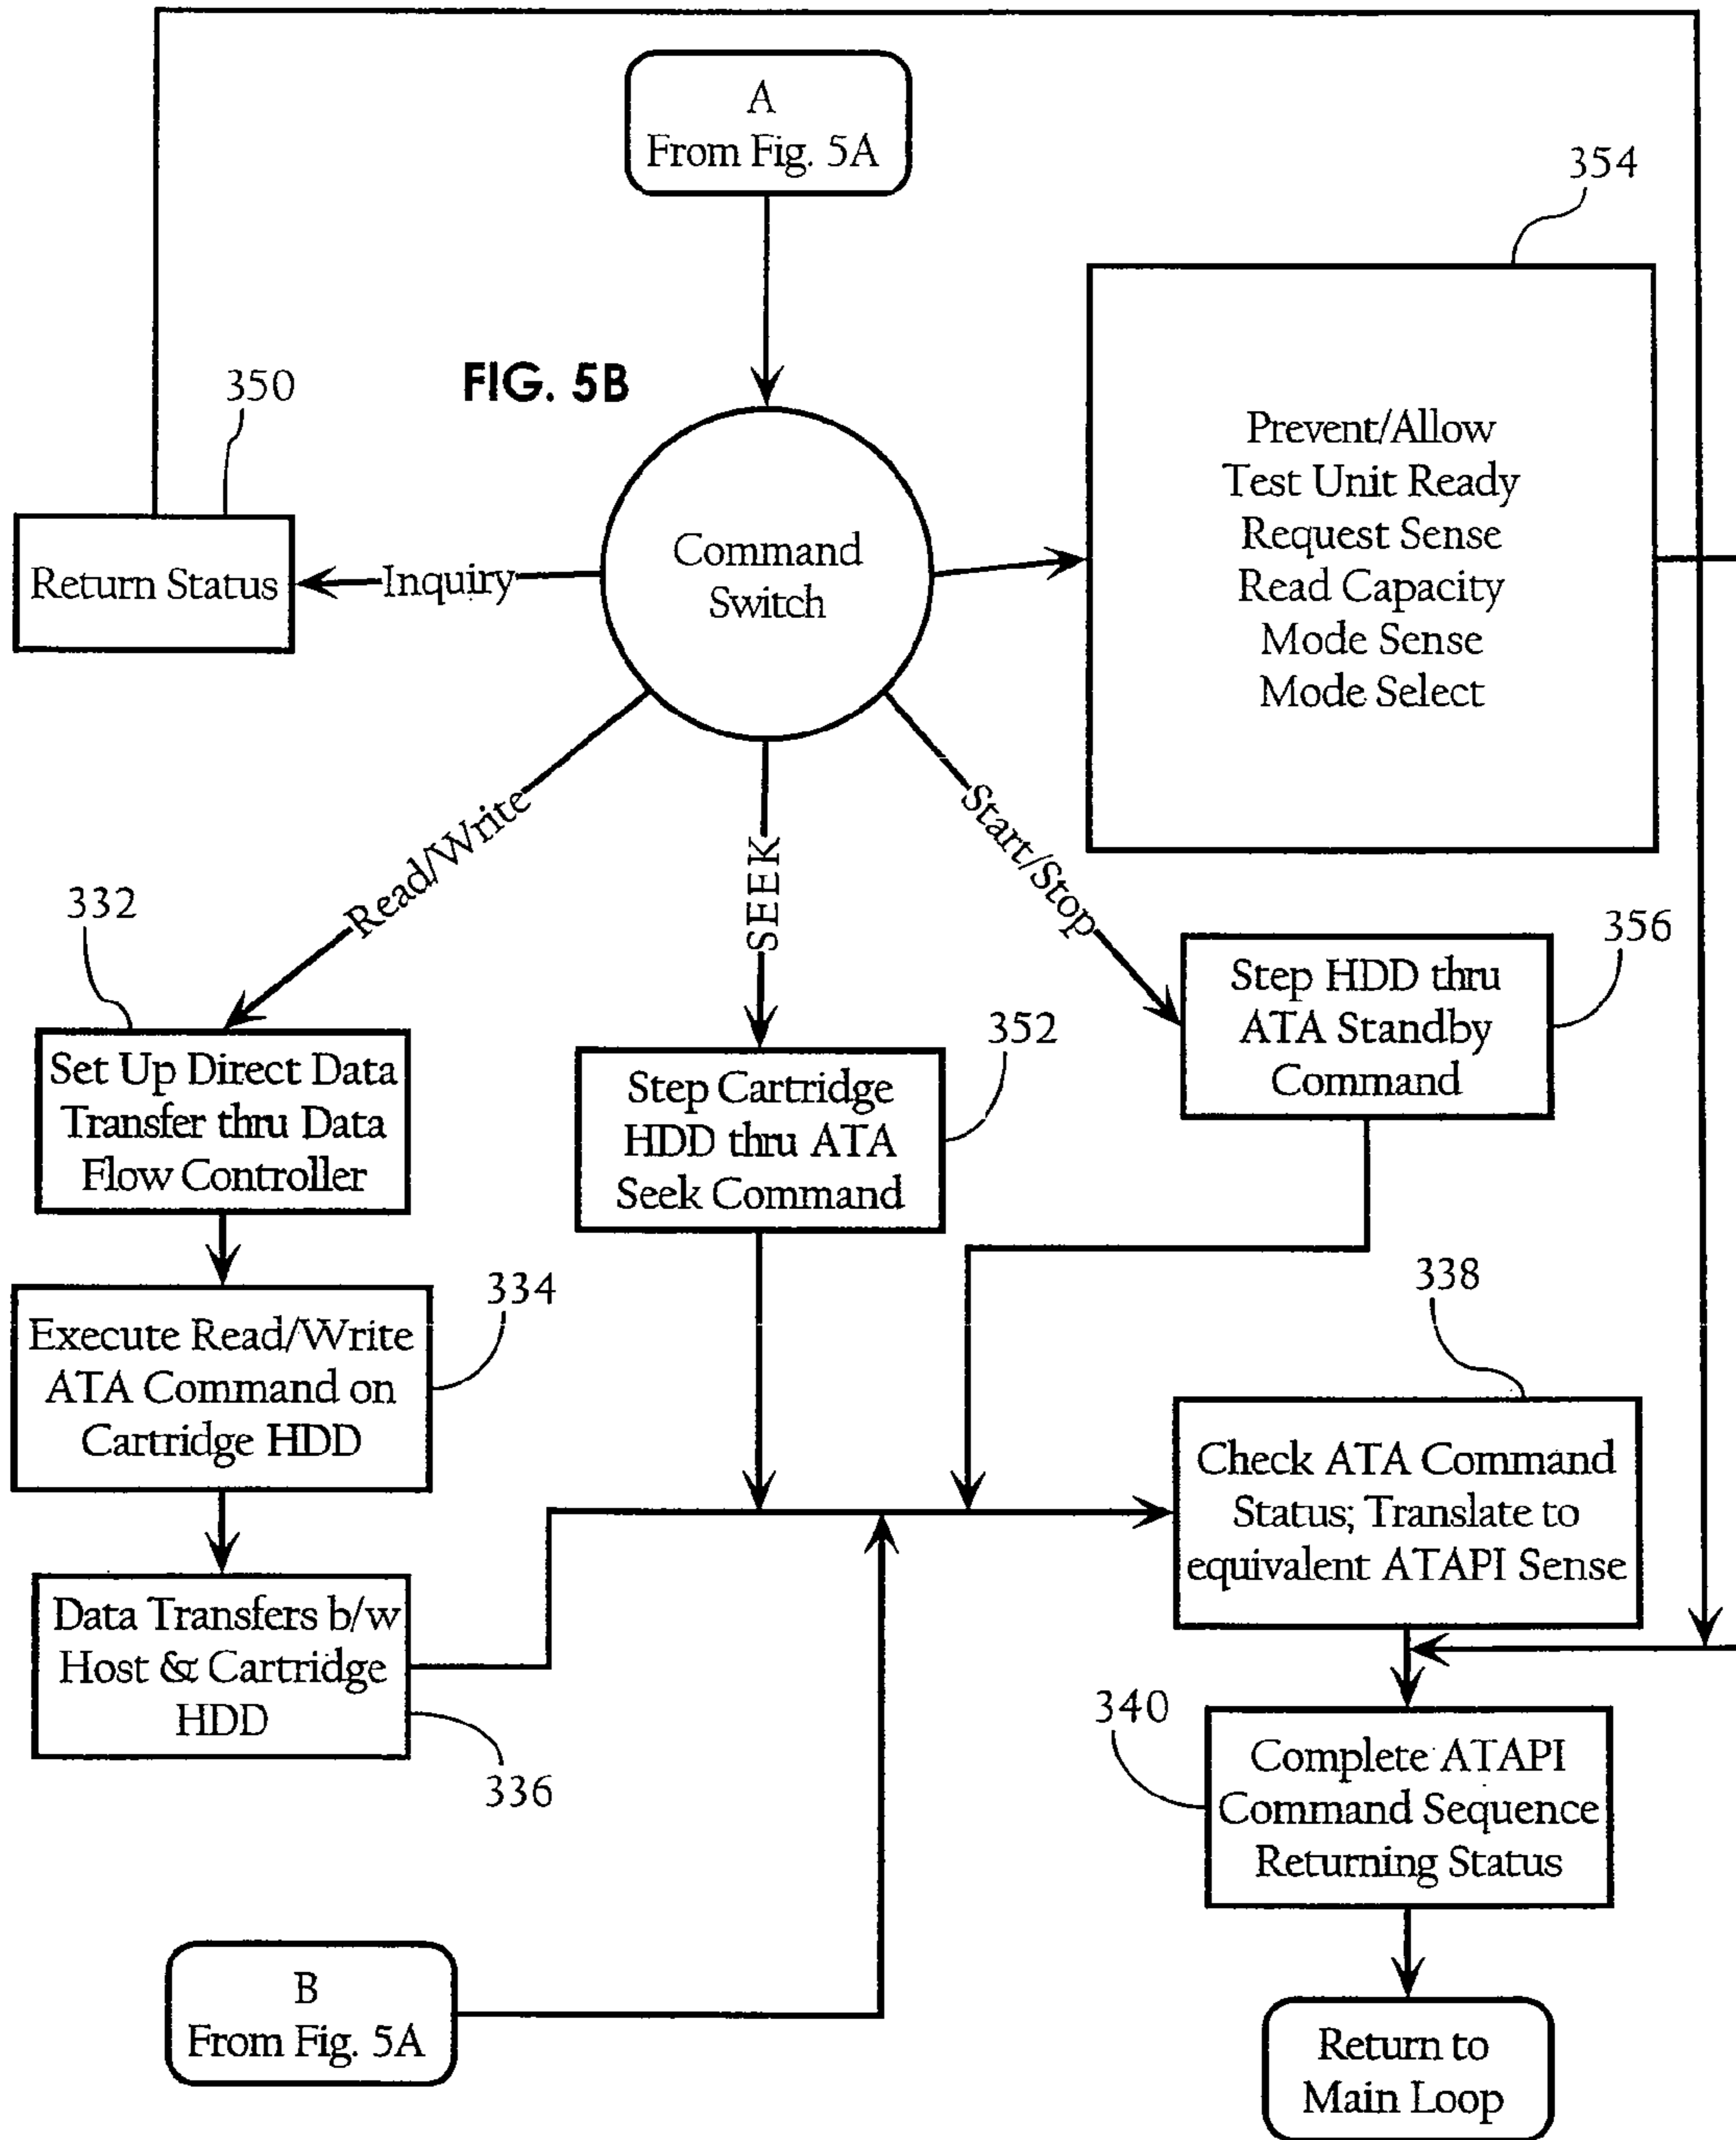 A
From Fig. 5A
354
FIG. 5B
350
Prevent/Allow
Test Unit Ready
Request Sense
Read Capacity
Mode Sense
Mode Select
Command
Switch
Return Status
Inquiry
Read/Write
SEEK
Start/Stop
332
356
Set Up Direct Data
Transfer thru Data
Flow Controller
352
Step Cartridge
HDD thru ATA
Seek Command
Step HDD thru
ATA Standby
Command
334
Execute Read/Write
ATA Command on
Cartridge HDD
338
Check ATA Command
Status; Translate to
equivalent ATAPI Sense
Data Transfers b/w
Host & Cartridge
HDD
336
340
Complete ATAPI
Command Sequence
Returning Status
B
From Fig. 5A
Return to
Main Loop